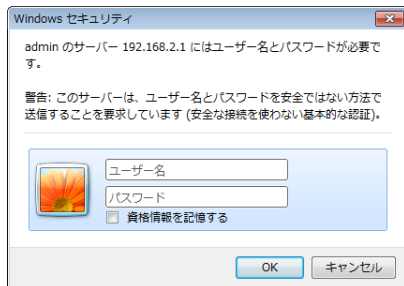 Windows セキュリティ
admin のサーバー 192.168.2.1 にはユーザー名とパスワードが必要で
す。
警告: このサーバーは、ユーザー名とパスワードを安全ではない方法で
送信することを要求しています (安全な接続を使わない基本的な認証)。
ユーザー名
パスワード
資格情報を記憶する
OK
キャンセル